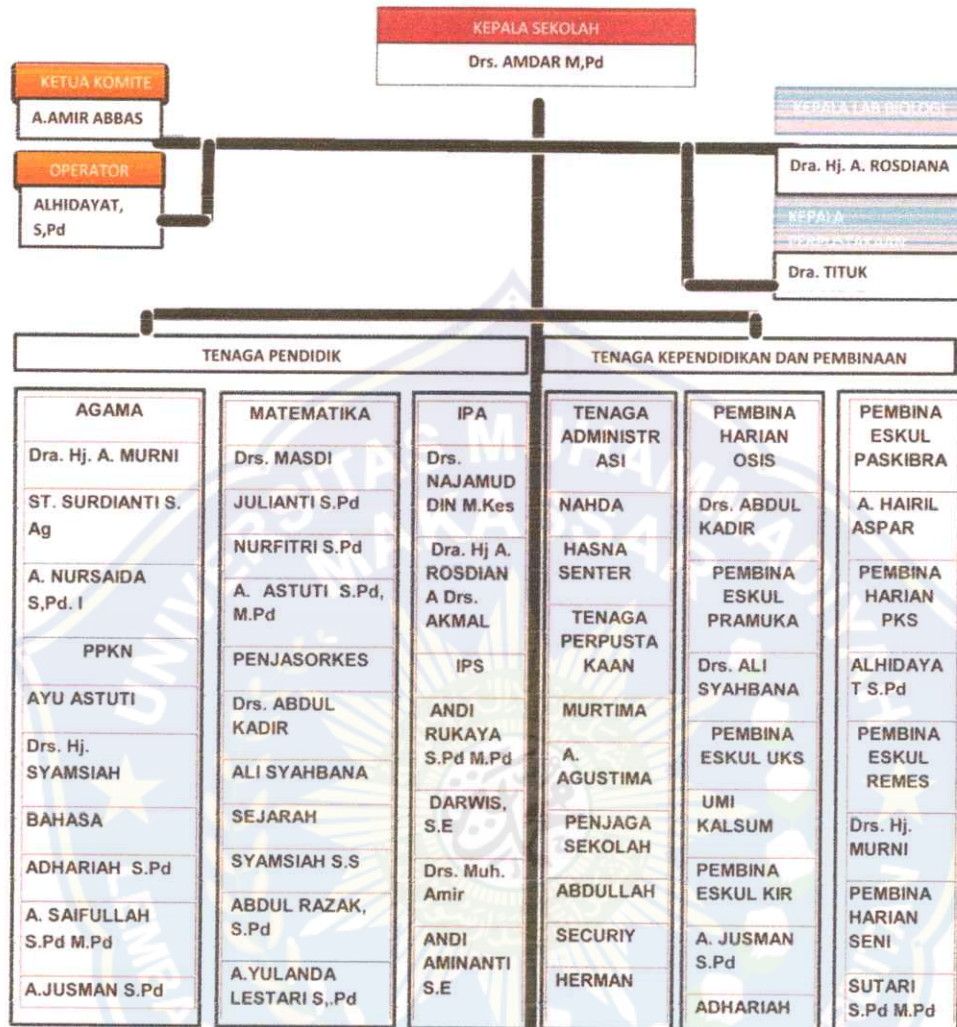 KEPALA SEKOLAH
Drs. AMDAR M,Pd
KETUA KOMITE
A.AMIR ABBAS
OPERATOR
ALHIDAYAT,
S,Pd
KEPALA LAB BIOLOGI
Dra. Hj. A. ROSDIANA
KEPALA
PERPUSTAKAAN
Dra. TITUK
TENAGA PENDIDIK
TENAGA KEPENDIDIKAN DAN PEMBINAAN
AGAMA
Dra. Hj. A. MURNI
ST. SURDIANTI S.
Ag
A. NURSAIDA
S,Pd. I
PPKN
AYU ASTUTI
Drs. Hj.
SYAMSIAH
BAHASA
ADHARIAH S.Pd
A. SAIFULLAH
S.Pd M.Pd
A.JUSMAN S.Pd
MATEMATIKA
Drs. MASDI
JULIANTI S.Pd
NURFITRI S.Pd
A. ASTUTI S.Pd,
M.Pd
PENJASORKES
Drs. ABDUL
KADIR
ALI SYAHBANA
SEJARAH
SYAMSIAH S.S
ABDUL RAZAK,
S.Pd
A.YULANDA
LESTARI S,.Pd
IPA
Drs.
NAJAMUD
DIN M.Kes
Dra. Hj A.
ROSDIAN
A Drs.
AKMAL
IPS
ANDI
RUKAYA
S.Pd M.Pd
DARWIS,
S.E
Drs. Muh.
Amir
ANDI
AMINANTI
S.E
TENAGA
ADMINISTR
ASI
NAHDA
HASNA
SENTER
TENAGA
PERPUSTA
KAAN
MURTIMA
A.
AGUSTIMA
PENJAGA
SEKOLAH
ABDULLAH
SECURIY
HERMAN
PEMBINA
HARIAN
OSIS
Drs. ABDUL
KADIR
PEMBINA
ESKUL
PRAMUKA
Drs. ALI
SYAHBANA
PEMBINA
ESKUL UKS
UMI
KALSUM
PEMBINA
ESKUL KIR
A. JUSMAN
S.Pd
ADHARIAH
PEMBINA
ESKUL
PASKIBRA
A. HAIRIL
ASPAR
PEMBINA
HARIAN
PKS
ALHIDAYA
T S.Pd
PEMBINA
ESKUL
REMES
Drs. Hj.
MURNI
PEMBINA
HARIAN
SENI
SUTARI
S.Pd M.Pd
UNIVERSITAS MUHAMMADIYAH
MAKASSAR